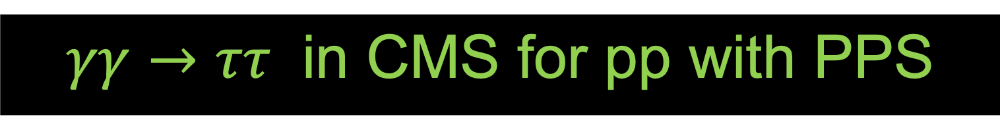 γγ → ττ in CMS for pp with PPS